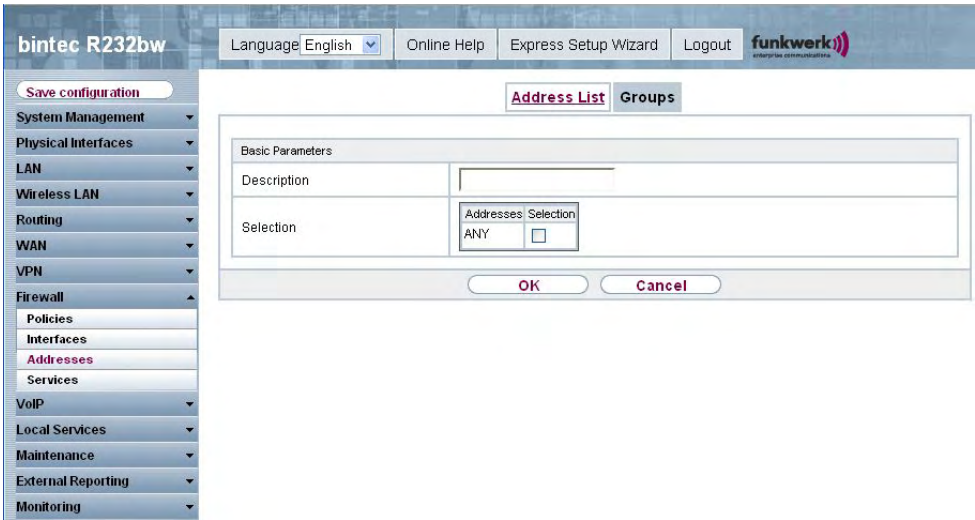 bintec R232bw
Language English Online Help Express Setup Wizard Logout funkwerk
enterprise communications
Save configuration
System Management
Physical Interfaces
LAN
Wireless LAN
Routing
WAN
VPN
Firewall
Policies
Interfaces
Addresses
Services
VoIP
Local Services
Maintenance
External Reporting
Monitoring
Address List Groups
Basic Parameters
Description
Selection
Addresses Selection
ANY
OK Cancel